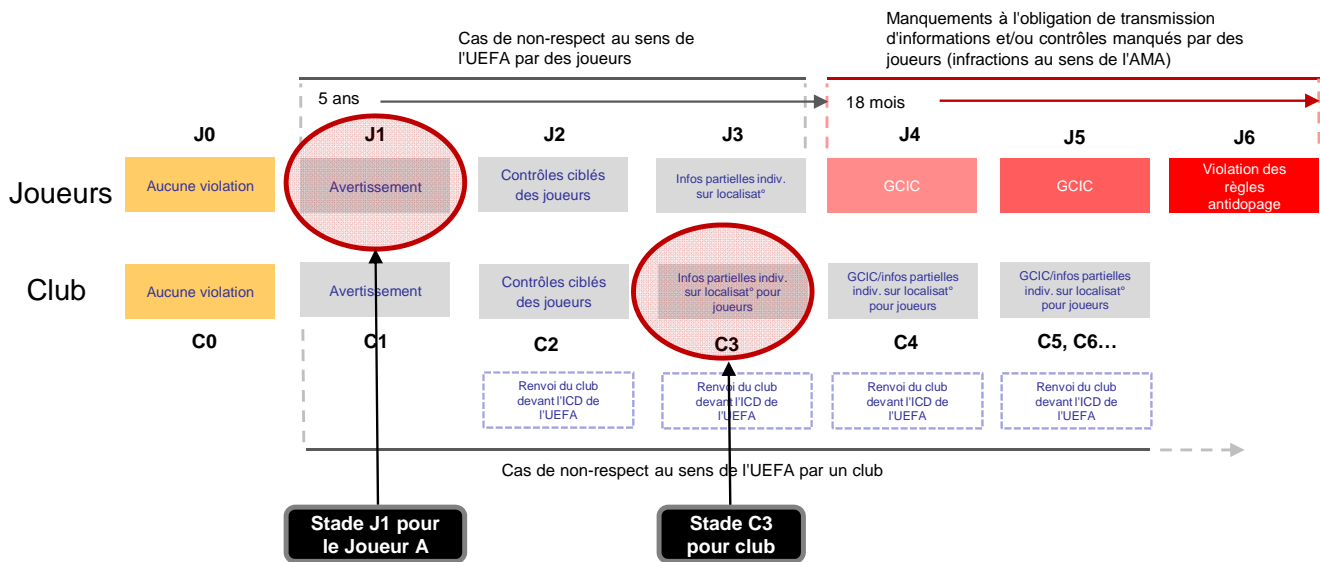 Cas de non-respect au sens de
l'UEFA par des joueurs
Manquements à l'obligation de transmission
d'informations et/ou contrôles manqués par des
joueurs (infractions au sens de l'AMA)
5 ans
18 mois
J0
J1
J2
J3
J4
J5
J6
Joueurs
Aucune violation
Avertissement
Contrôles ciblés
des joueurs
Infos partielles indiv.
sur localisat°
GCIC
GCIC
Violation des
règles
antidopage
Club
Aucune violation
Avertissement
Contrôles ciblés
des joueurs
Infos partielles indiv.
sur localisat° pour
joueurs
GCIC/infos partielles
indiv. sur localisat°
pour joueurs
GCIC/infos partielles
indiv. sur localisat°
pour joueurs
C0
C1
C2
C3
C4
C5, C6…
Renvoi du club
devant l'ICD de
l'UEFA
Renvoi du club
devant l'ICD de
l'UEFA
Renvoi du club
devant l'ICD de
l'UEFA
Renvoi du club
devant l'ICD de
l'UEFA
Cas de non-respect au sens de l'UEFA par un club
Stade J1 pour
le Joueur A
Stade C3
pour club